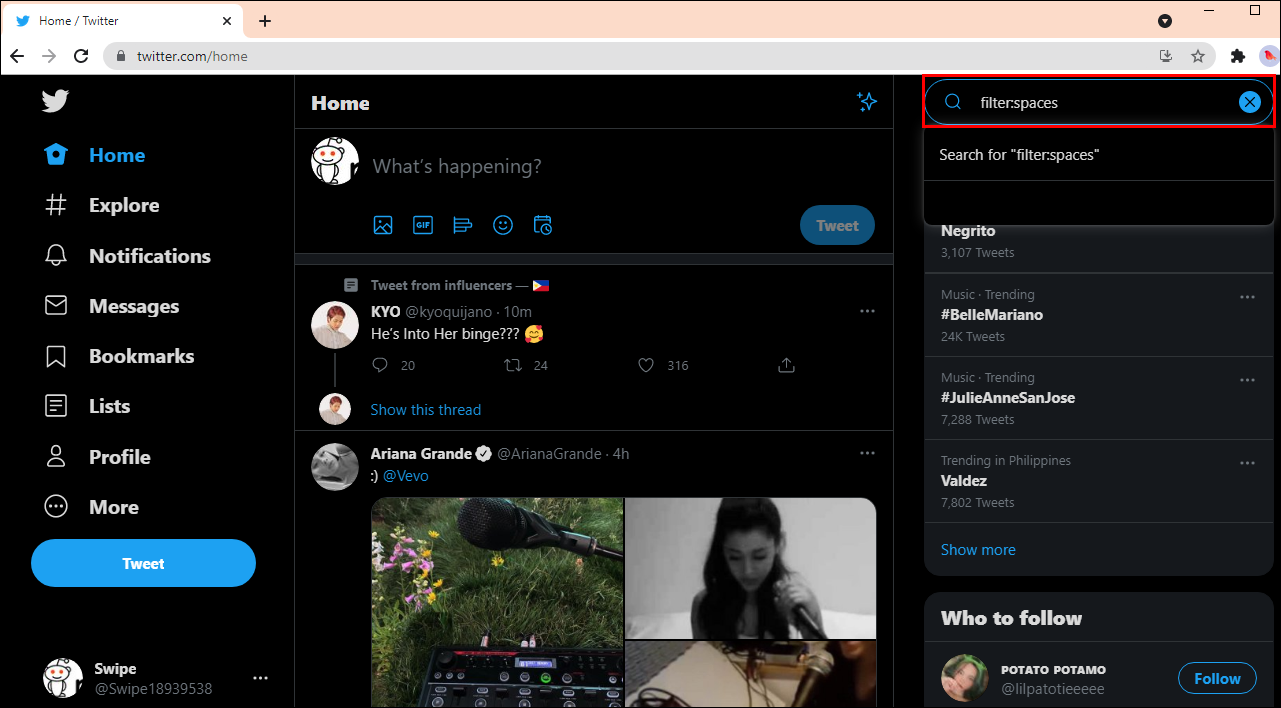 Home / Twitter
twitter.com/home
Home
Explore
Notifications
Messages
Bookmarks
Lists
Profile
More
Tweet
Swipe
@Swipe18939538
Home
What's happening?
GIF
Tweet
Tweet from influencers — 🇵🇭
KYO @kyoquijano · 10m
He's Into Her binge??? 🥰
20 24 316
Show this thread
Ariana Grande @ArianaGrande · 4h
:) @Vevo
filter:spaces
Search for "filter:spaces"
Negrito
3,107 Tweets
Music · Trending
#BelleMariano
24K Tweets
Music · Trending
#JulieAnneSanJose
7,288 Tweets
Trending in Philippines
Valdez
7,802 Tweets
Show more
Who to follow
ᴘᴏᴛᴀᴛᴏ ᴘᴏᴛᴀᴍᴏ
@lilpatotieeeee
Follow